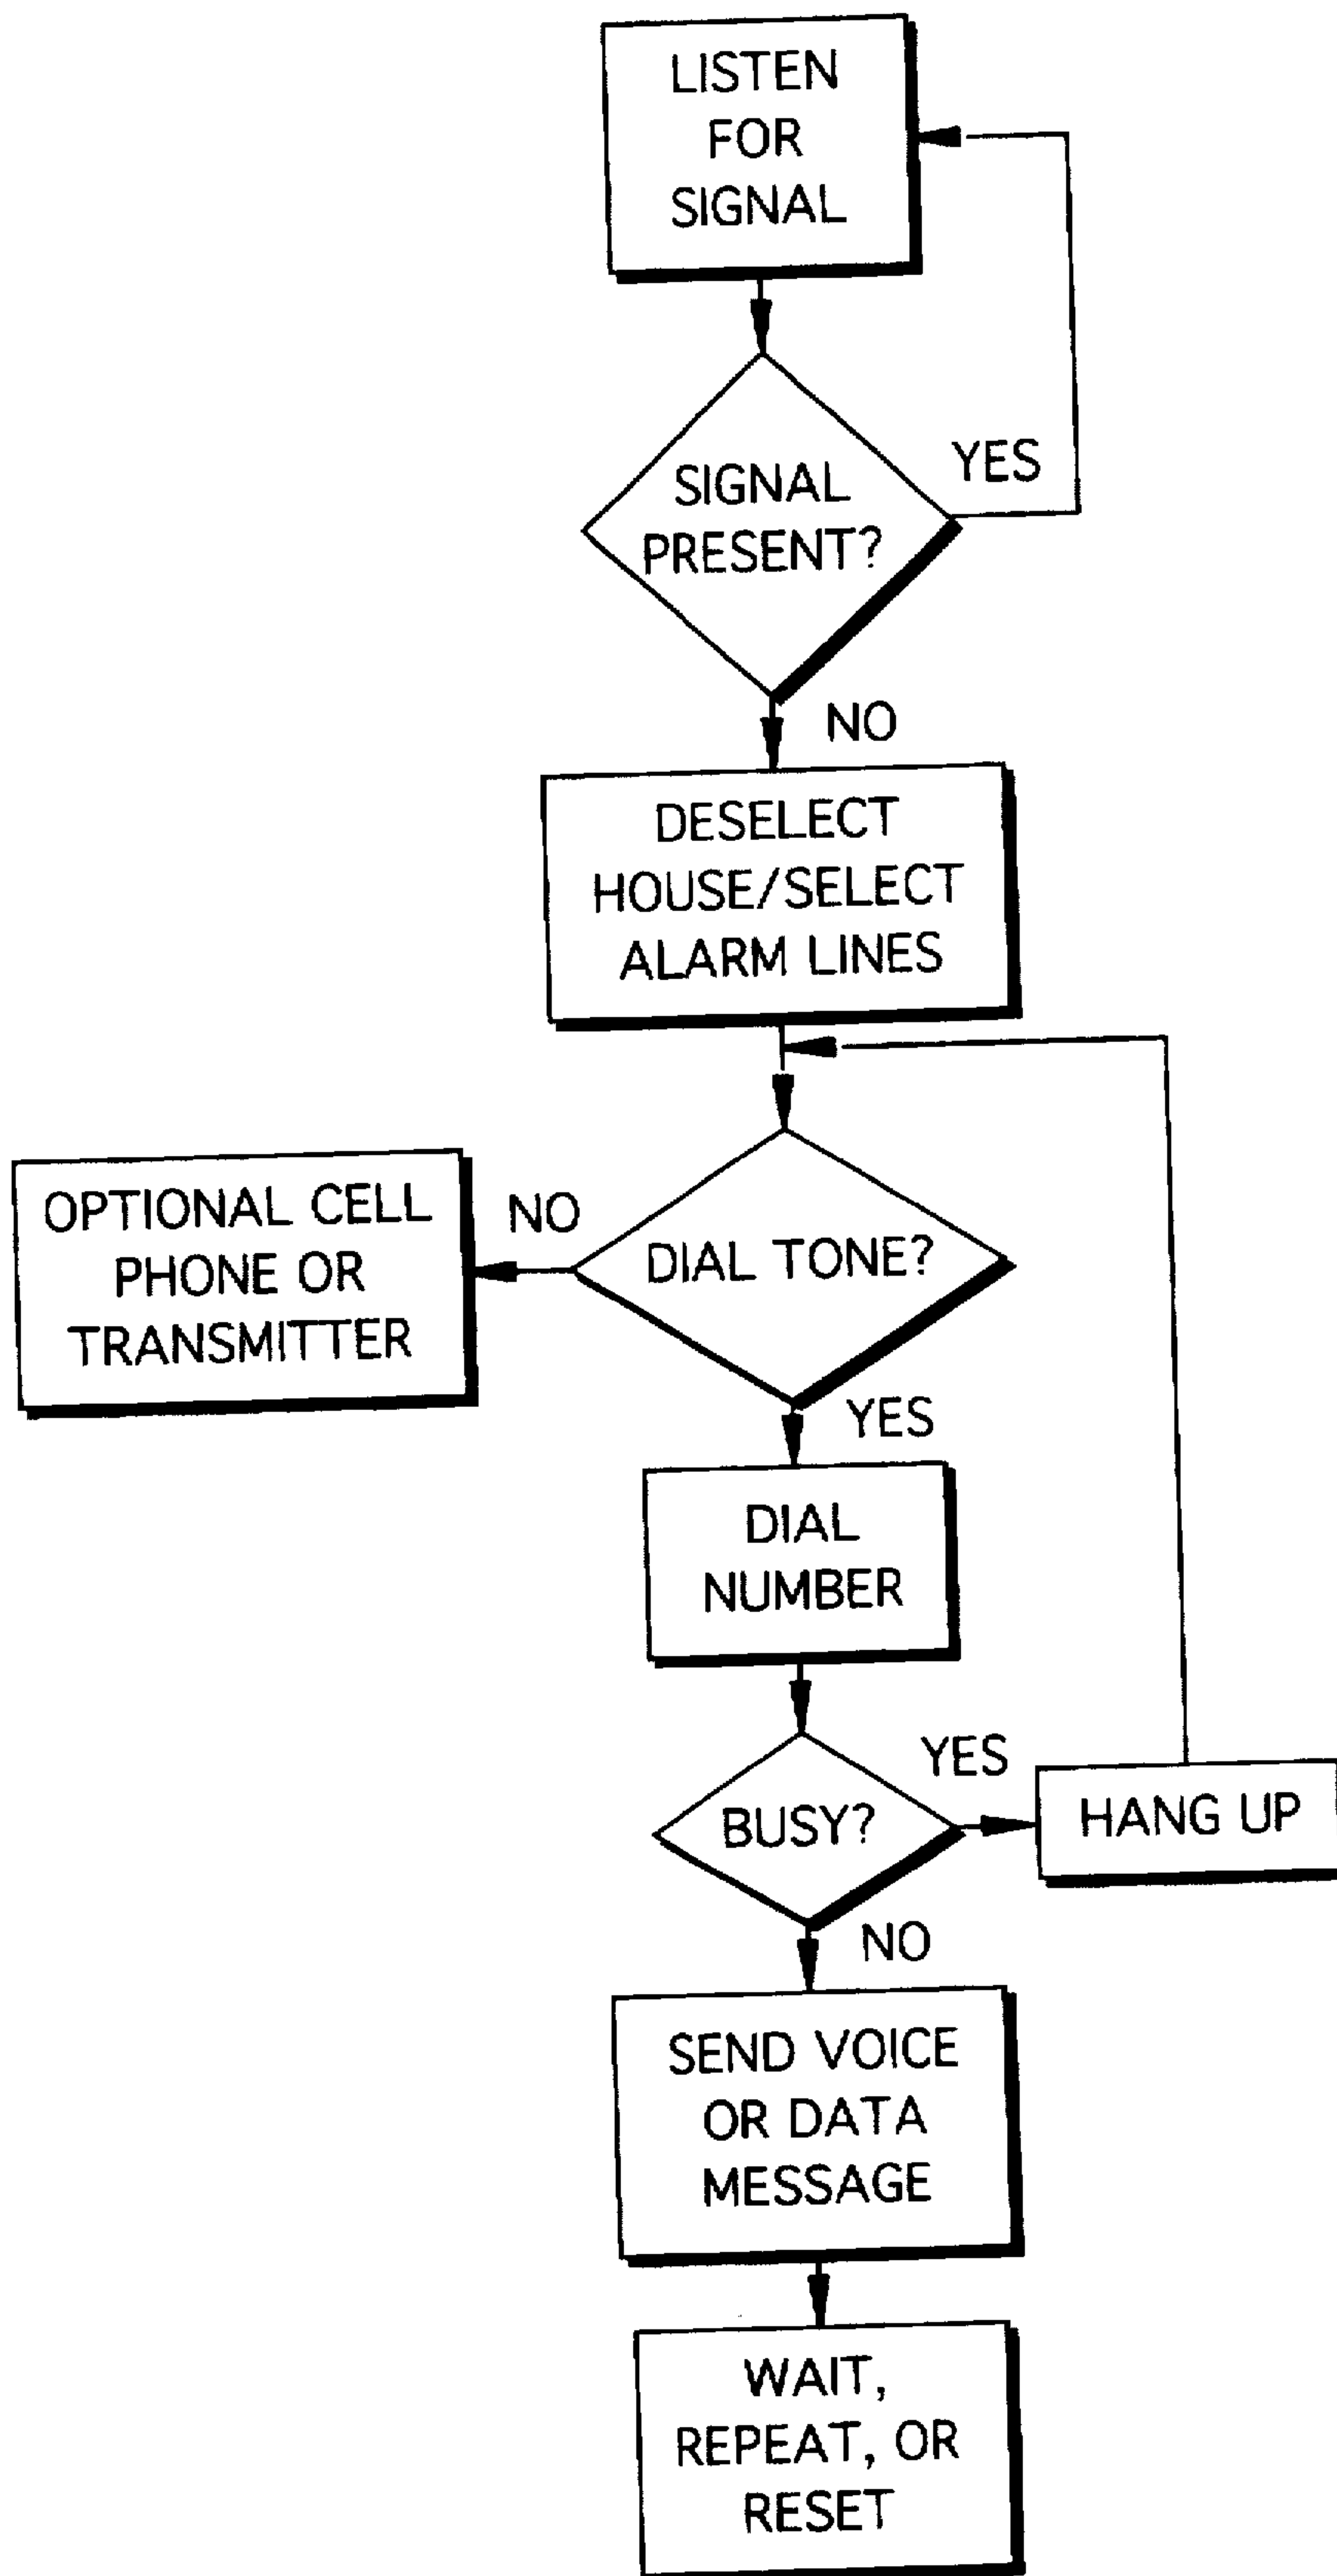 LISTEN
FOR
SIGNAL
YES
SIGNAL
PRESENT?
NO
DESELECT
HOUSE/SELECT
ALARM LINES
OPTIONAL CELL
PHONE OR
TRANSMITTER
NO
DIAL TONE?
YES
DIAL
NUMBER
YES
BUSY?
HANG UP
NO
SEND VOICE
OR DATA
MESSAGE
WAIT,
REPEAT, OR
RESET